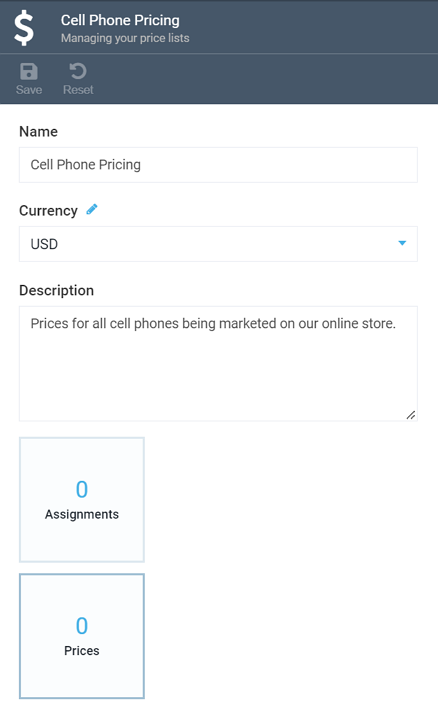 $
Cell Phone Pricing
Managing your price lists
Save Reset
Name
Cell Phone Pricing
Currency
USD
Description
Prices for all cell phones being marketed on our online store.
0
Assignments
0
Prices